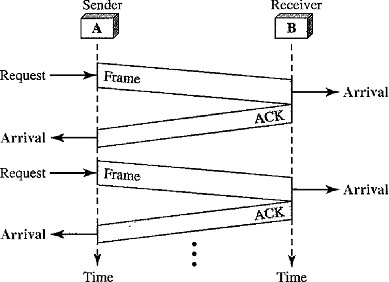 Sender
Receiver
A
B
Request
Frame
Arrival
ACK
Arrival
Request
Frame
Arrival
ACK
Arrival
Time
Time